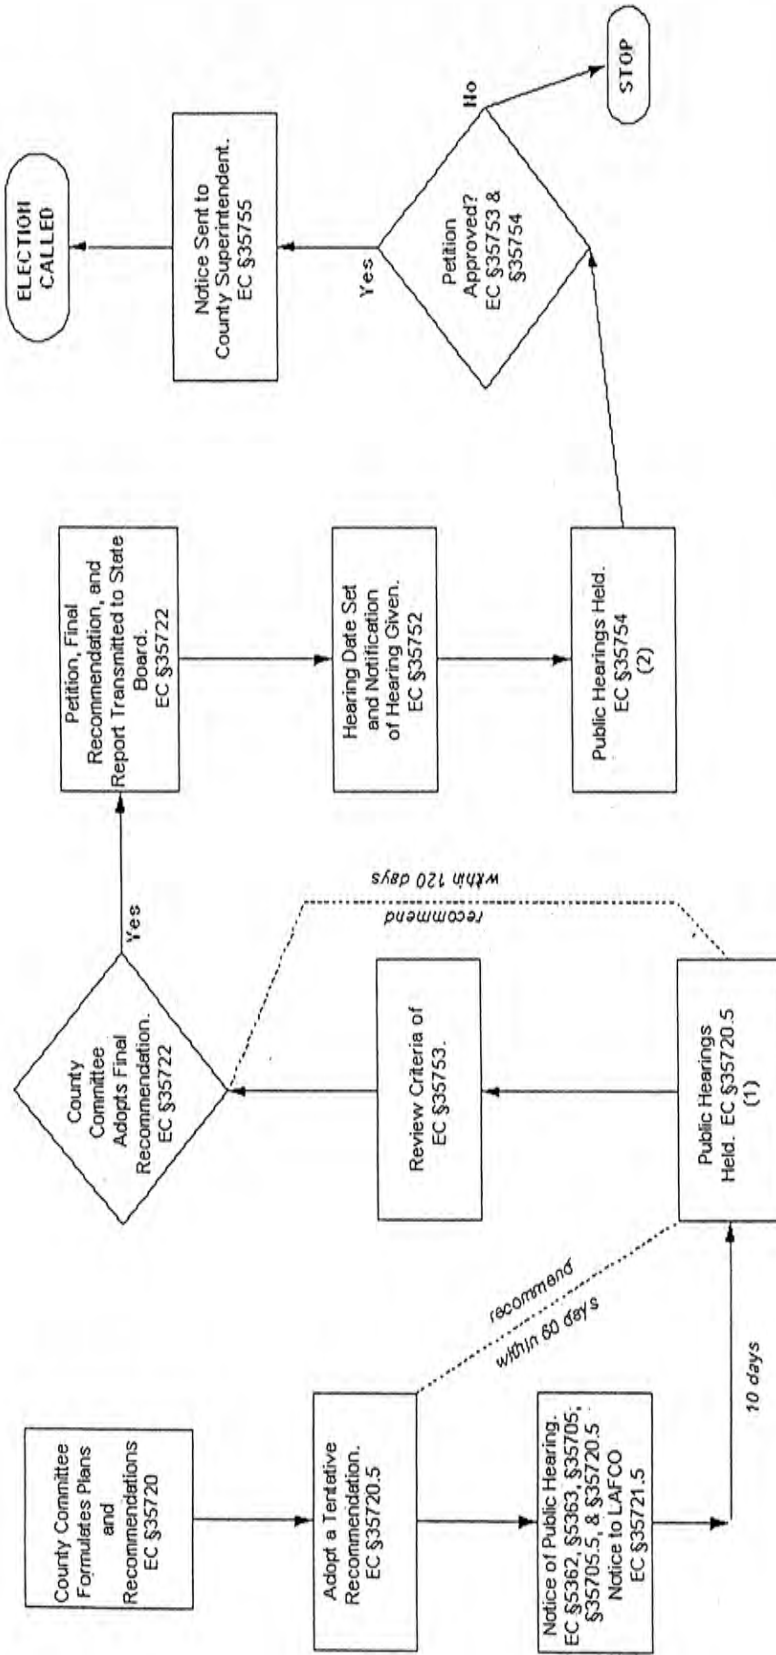 County Committee
Formulates Plans
and
Recommendations
EC §35720
Adopt a Tentative
Recommendation.
EC §35720.5
Notice of Public Hearing.
EC §5362, §5363, §35705,
§35705.5, & §35720.5
Notice to LAFCO
EC §35721.5
10 days
recommend
within 60 days
Public Hearings
Held. EC §35720.5
(1)
Review Criteria of
EC §35753.
recommend
within 120 days
County
Committee
Adopts Final
Recommendation.
EC §35722
Yes
Petition, Final
Recommendation, and
Report Transmitted to State
Board.
EC §35722
Hearing Date Set
and Notification
of Hearing Given.
EC §35752
Public Hearings Held.
EC §35754
(2)
Petition
Approved?
EC §35753 &
§35754
Yes
No
Notice Sent to
County Superintendent.
EC §35755
ELECTION
CALLED
STOP